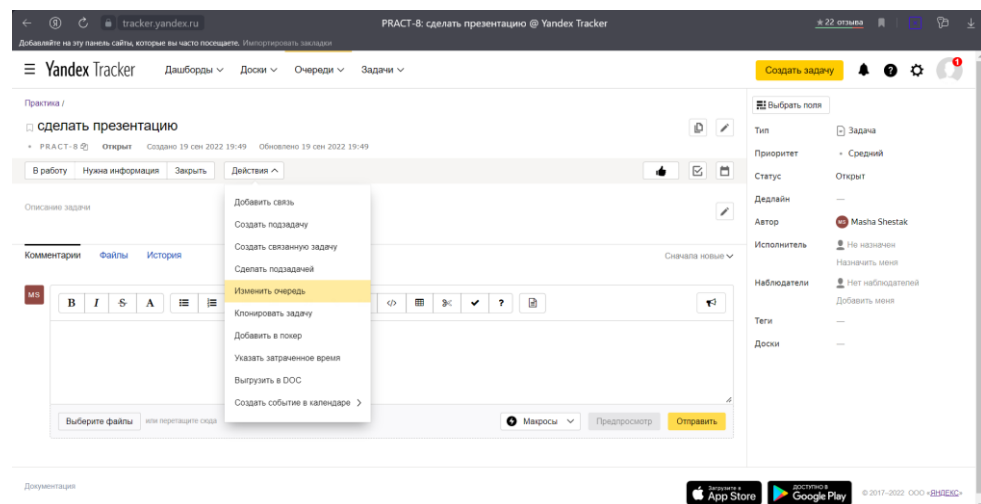 tracker.yandex.ru
PRACT-8: сделать презентацию @ Yandex Tracker
★ 22 отзыва
Добавляйте на эту панель сайты, которые вы часто посещаете. Импортировать закладки
Yandex Tracker
Дашборды
Доски
Очереди
Задачи
Создать задачу
1
Практика /
сделать презентацию
PRACT-8 Открыт Создано 19 сен 2022 19:49 Обновлено 19 сен 2022 19:49
В работу
Нужна информация
Закрыть
Действия
Добавить связь
Создать подзадачу
Создать связанную задачу
Сделать подзадачей
Изменить очередь
Клонировать задачу
Добавить в покер
Указать затраченное время
Выгрузить в DOC
Создать событие в календаре
Описание задачи
Комментарии
Файлы
История
Сначала новые
MS
B I S A
Выберите файлы
или перетащите сюда
Макросы
Предпросмотр
Отправить
Выбрать поля
Тип Задача
Приоритет Средний
Статус Открыт
Дедлайн —
Автор MS Masha Shestak
Исполнитель Не назначен
Назначить меня
Наблюдатели Нет наблюдателей
Добавить меня
Теги —
Доски —
Документация
Загрузите в
App Store
ДОСТУПНО В
Google Play
© 2017–2022 ООО «ЯНДЕКС»